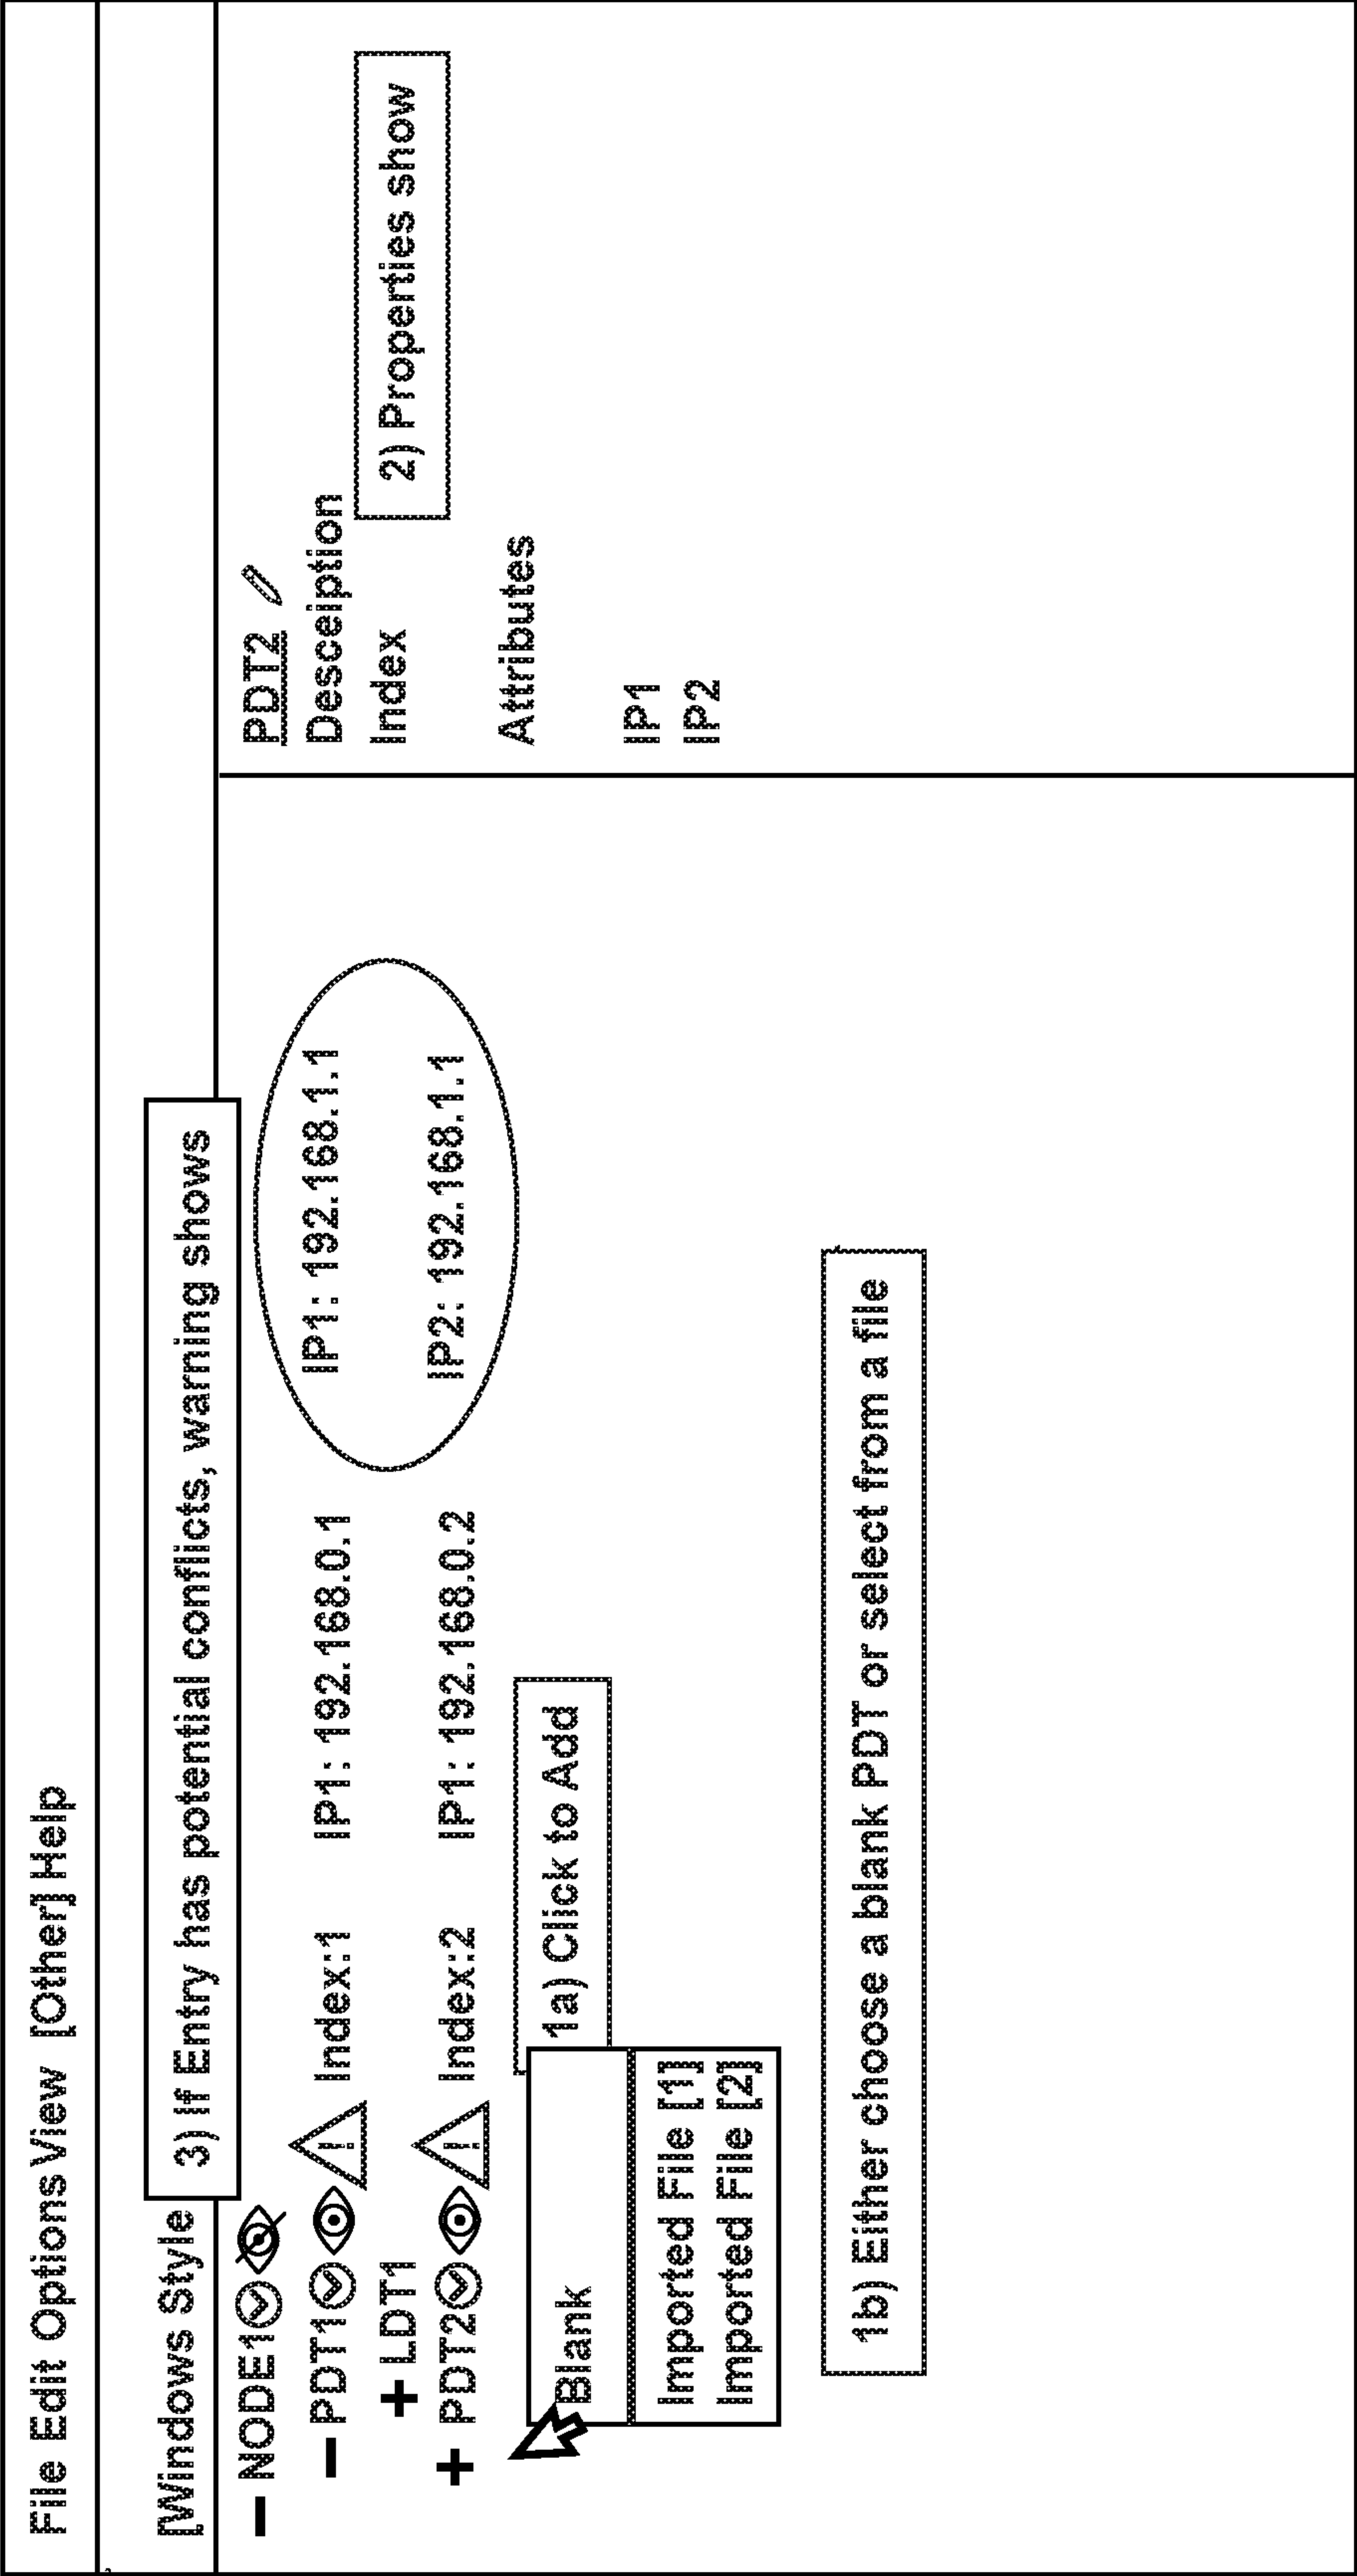 File Edit Options View [Other] Help
[Windows Style
3) If Entry has potential conflicts, warning shows
NODE1
PDT1 Index:1 IP1: 192.168.0.1 IP1: 192.168.1.1
+ LDT1
+ PDT2 Index:2 IP1: 192.168.0.2 IP2: 192.168.1.1
1a) Click to Add
Blank
Imported File [1]
Imported File [2]
1b) Either choose a blank PDT or select from a file
PDT2
Desceiption
Index
2) Properties show
Attributes
IP1
IP2